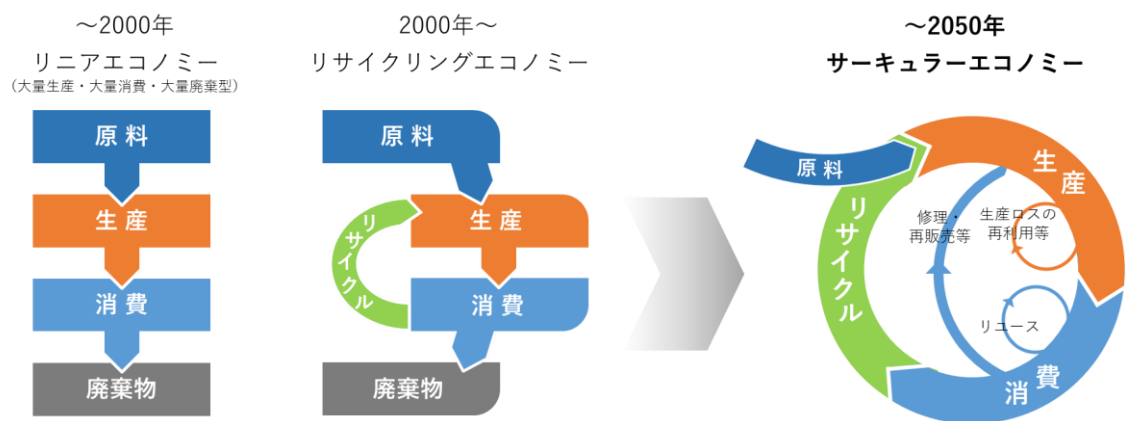 ～2000年
リニアエコノミー
（大量生産・大量消費・大量廃棄型）
原料
生産
消費
廃棄物
2000年～
リサイクリングエコノミー
原料
生産
リサイクル
消費
廃棄物
～2050年
サーキュラーエコノミー
原料
生産
リサイクル
修理・
再販売等
生産ロスの
再利用等
リユース
消費